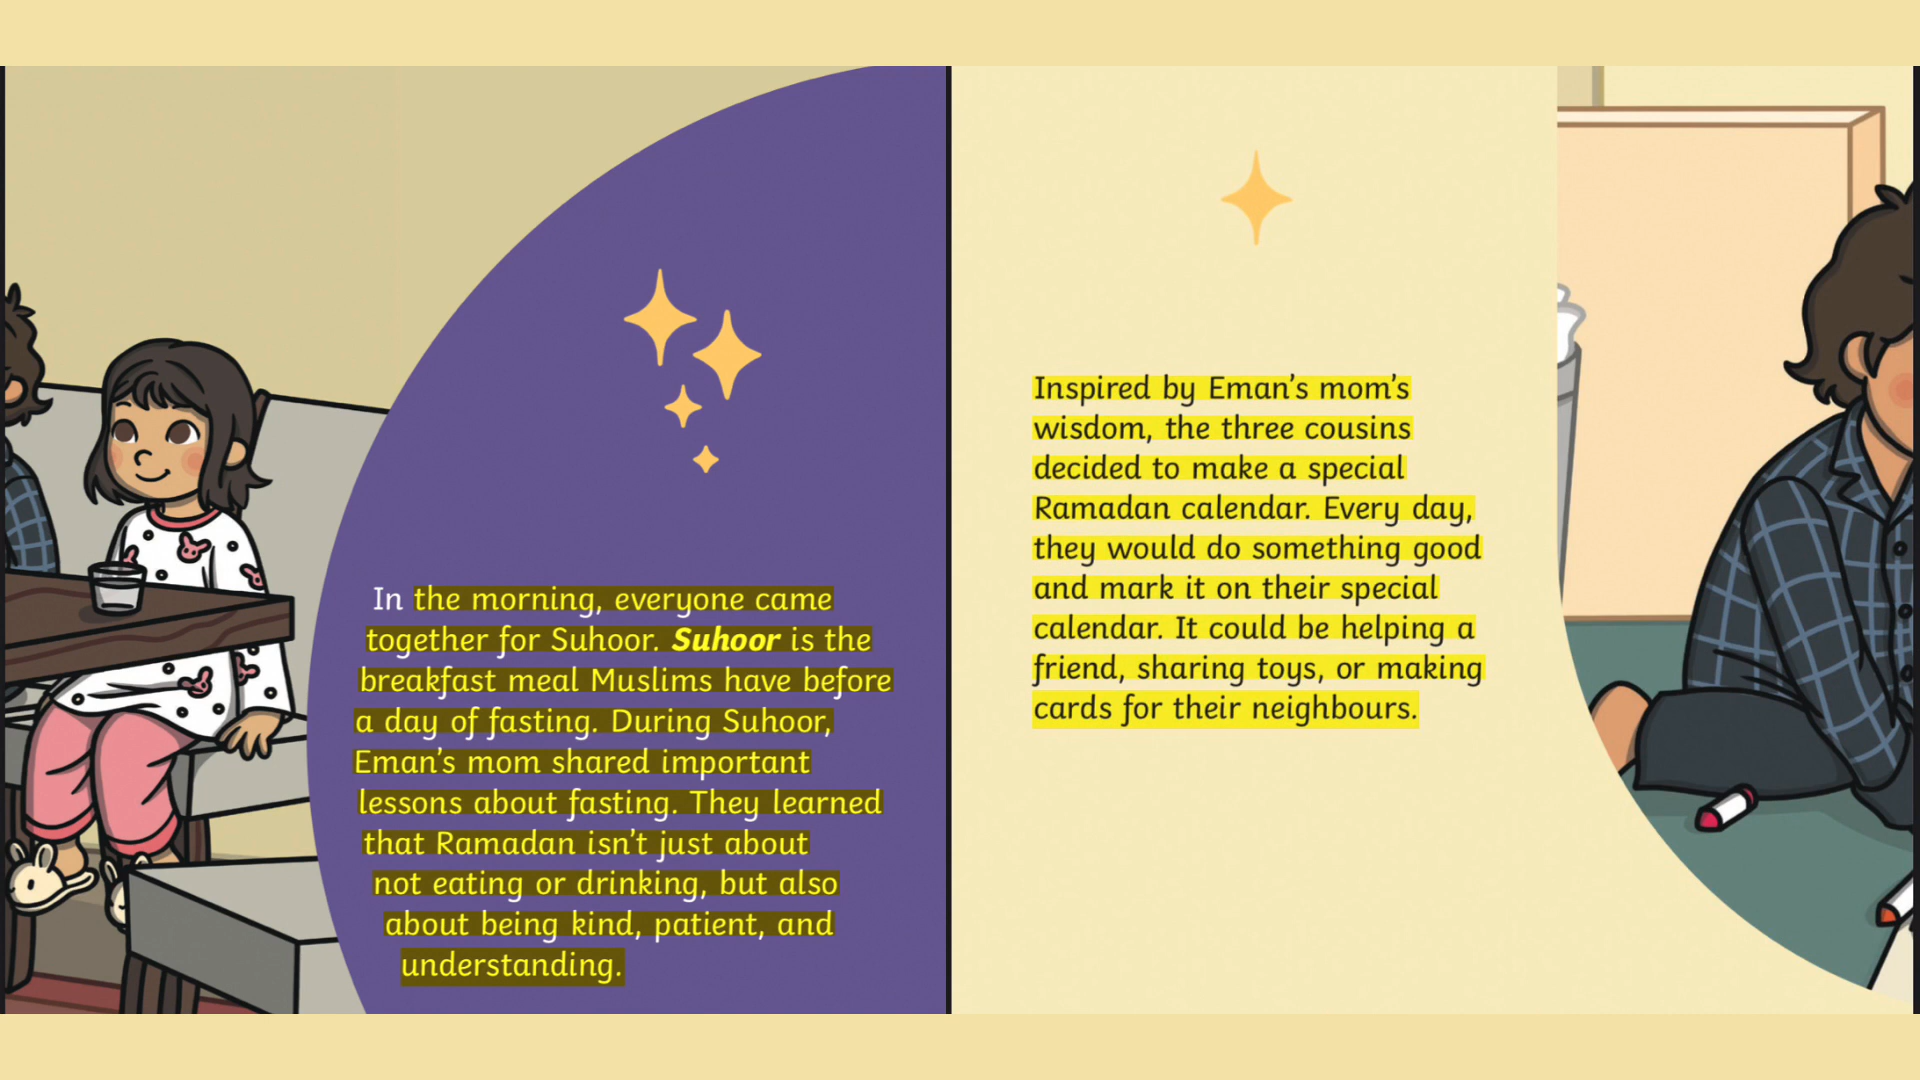 In the morning, everyone came
together for Suhoor. Suhoor is the
breakfast meal Muslims have before
a day of fasting. During Suhoor,
Eman’s mom shared important
lessons about fasting. They learned
that Ramadan isn’t just about
not eating or drinking, but also
about being kind, patient, and
understanding.
Inspired by Eman’s mom’s
wisdom, the three cousins
decided to make a special
Ramadan calendar. Every day,
they would do something good
and mark it on their special
calendar. It could be helping a
friend, sharing toys, or making
cards for their neighbours.